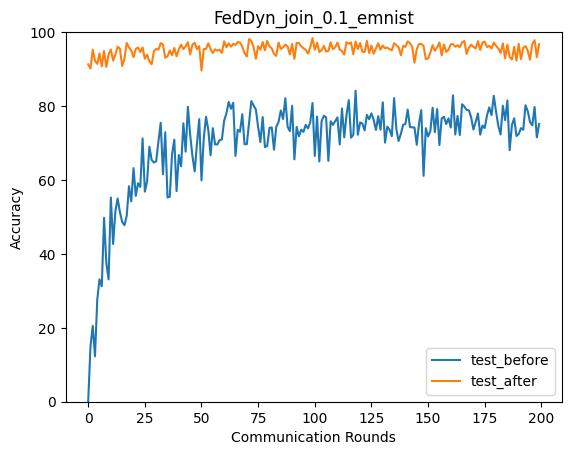 FedDyn_join_0.1_emnist
Accuracy
100
80
60
40
20
0
0 25 50 75 100 125 150 175 200
Communication Rounds
test_before
test_after